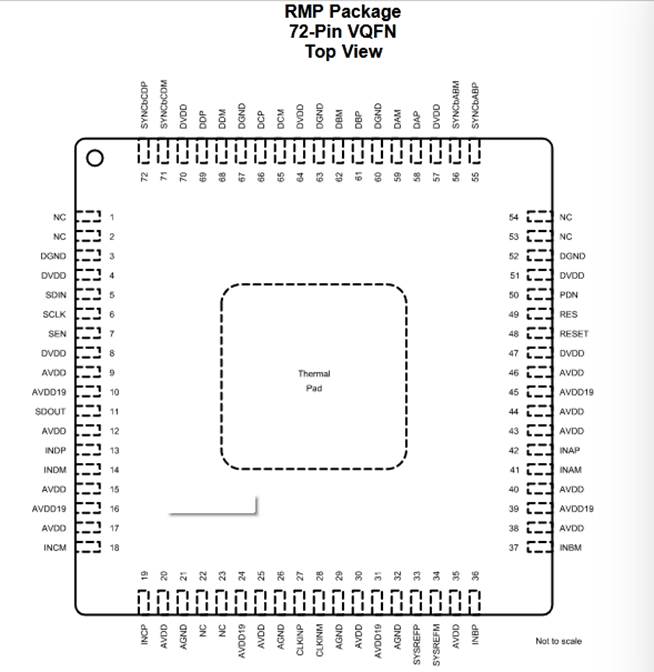 RMP Package
72-Pin VQFN
Top View
SYNCbCDP
SYNCbCDM
DVDD
DDP
DDM
DGND
DCP
DCM
DVDD
DGND
DBM
DBP
DGND
DAM
DAP
DVDD
SYNCbABM
SYNCbABP
72 71 70 69 68 67 66 65 64 63 62 61 60 59 58 57 56 55
NC 1 54 NC
NC 2 53 NC
DGND 3 52 DGND
DVDD 4 51 DVDD
SDIN 5 50 PDN
SCLK 6 49 RES
SEN 7 48 RESET
DVDD 8 47 DVDD
AVDD 9 46 AVDD
AVDD19 10 45 AVDD19
SDOUT 11 44 AVDD
AVDD 12 43 AVDD
INDP 13 42 INAP
INDM 14 41 INAM
AVDD 15 40 AVDD
AVDD19 16 39 AVDD19
AVDD 17 38 AVDD
INCM 18 37 INBM
Thermal
Pad
19 20 21 22 23 24 25 26 27 28 29 30 31 32 33 34 35 36
INCP
AVDD
AGND
NC
NC
AVDD19
AVDD
AGND
CLKINP
CLKINM
AGND
AVDD
AVDD19
AGND
SYSREFP
SYSREFM
AVDD
INBP
Not to scale